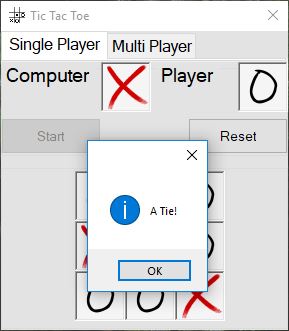 Tic Tac Toe
Single Player Multi Player
Computer Player
Start Reset
A Tie!
OK